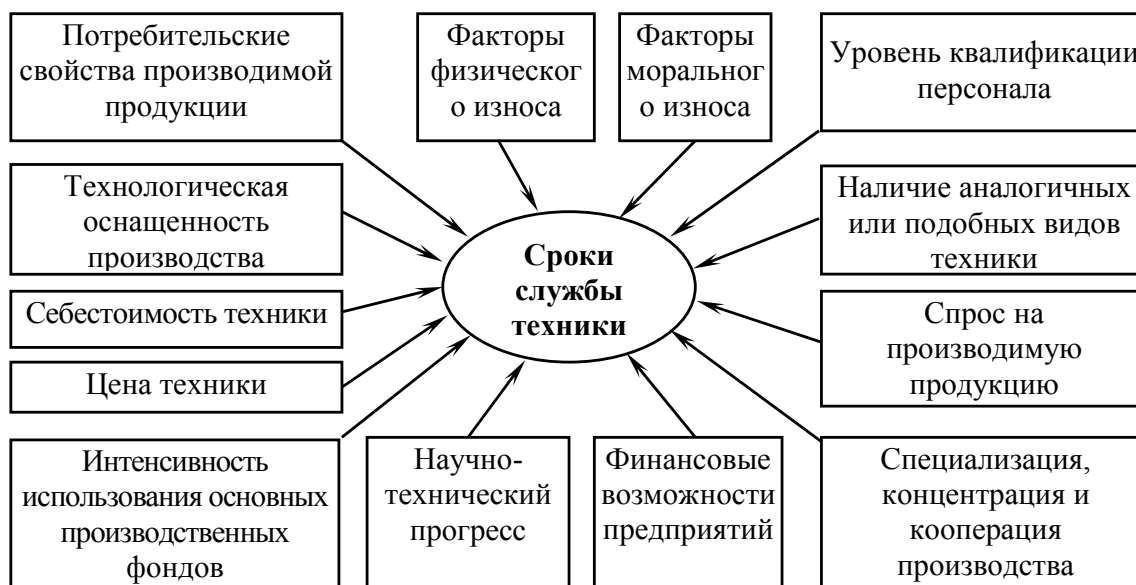 Потребительские
свойства производимой
продукции
Факторы
физическог
о износа
Факторы
моральног
о износа
Уровень квалификации
персонала
Технологическая
оснащенность
производства
Наличие аналогичных
или подобных видов
техники
Сроки
службы
техники
Себестоимость техники
Цена техники
Спрос на
производимую
продукцию
Интенсивность
использования основных
производственных
фондов
Научно-
технический
прогресс
Финансовые
возможности
предприятий
Специализация,
концентрация и
кооперация
производства